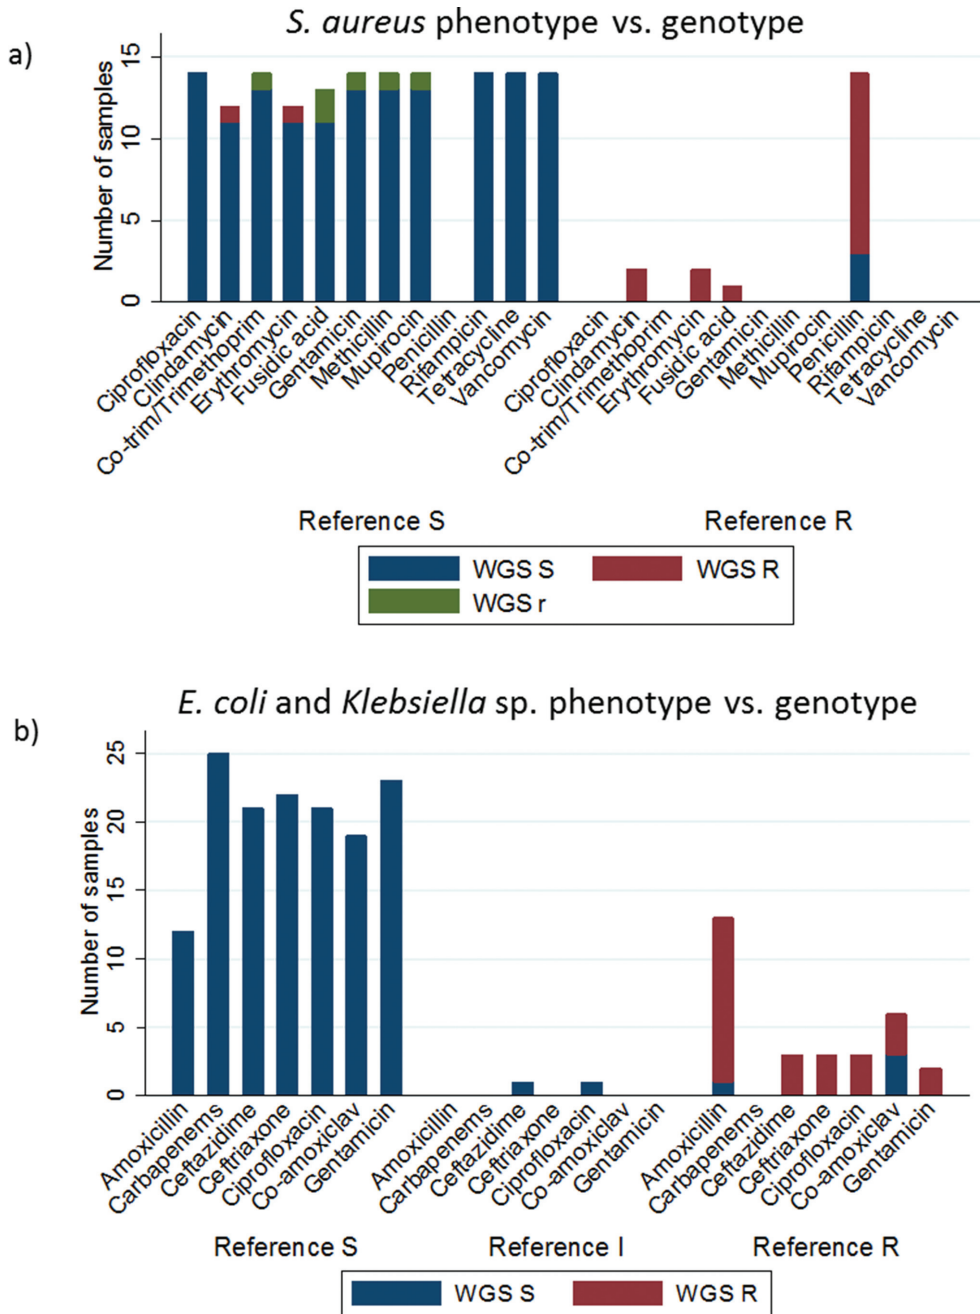 S. aureus phenotype vs. genotype
a)
Number of samples
15
10
5
0
Ciprofloxacin
Clindamycin
Co-trim/Trimethoprim
Erythromycin
Fusidic acid
Gentamicin
Methicillin
Mupirocin
Penicillin
Rifampicin
Tetracycline
Vancomycin
Ciprofloxacin
Clindamycin
Co-trim/Trimethoprim
Erythromycin
Fusidic acid
Gentamicin
Methicillin
Mupirocin
Penicillin
Rifampicin
Tetracycline
Vancomycin
Reference S
Reference R
WGS S
WGS R
WGS r
E. coli and Klebsiella sp. phenotype vs. genotype
b)
Number of samples
25
20
15
10
5
0
Amoxicillin
Carbapenems
Ceftazidime
Ceftriaxone
Ciprofloxacin
Co-amoxiclav
Gentamicin
Amoxicillin
Carbapenems
Ceftazidime
Ceftriaxone
Ciprofloxacin
Co-amoxiclav
Gentamicin
Amoxicillin
Carbapenems
Ceftazidime
Ceftriaxone
Ciprofloxacin
Co-amoxiclav
Gentamicin
Reference S
Reference I
Reference R
WGS S
WGS R